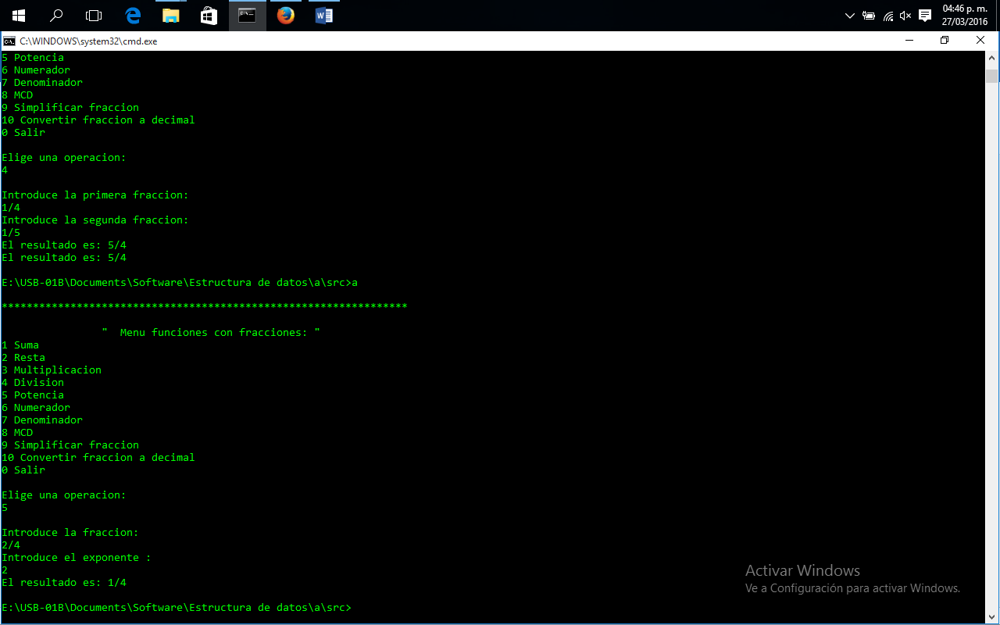 04:46 p. m.
27/03/2016
C:\WINDOWS\system32\cmd.exe
5 Potencia
6 Numerador
7 Denominador
8 MCD
9 Simplificar fraccion
10 Convertir fraccion a decimal
0 Salir
Elige una operacion:
4
Introduce la primera fraccion:
1/4
Introduce la segunda fraccion:
1/5
El resultado es: 5/4
El resultado es: 5/4
E:\USB-01B\Documents\Software\Estructura de datos\a\src>a
*****************************************************************
"  Menu funciones con fracciones: "
1 Suma
2 Resta
3 Multiplicacion
4 Division
5 Potencia
6 Numerador
7 Denominador
8 MCD
9 Simplificar fraccion
10 Convertir fraccion a decimal
0 Salir
Elige una operacion:
5
Introduce la fraccion:
2/4
Introduce el exponente :
2
El resultado es: 1/4
E:\USB-01B\Documents\Software\Estructura de datos\a\src>
Activar Windows
Ve a Configuración para activar Windows.